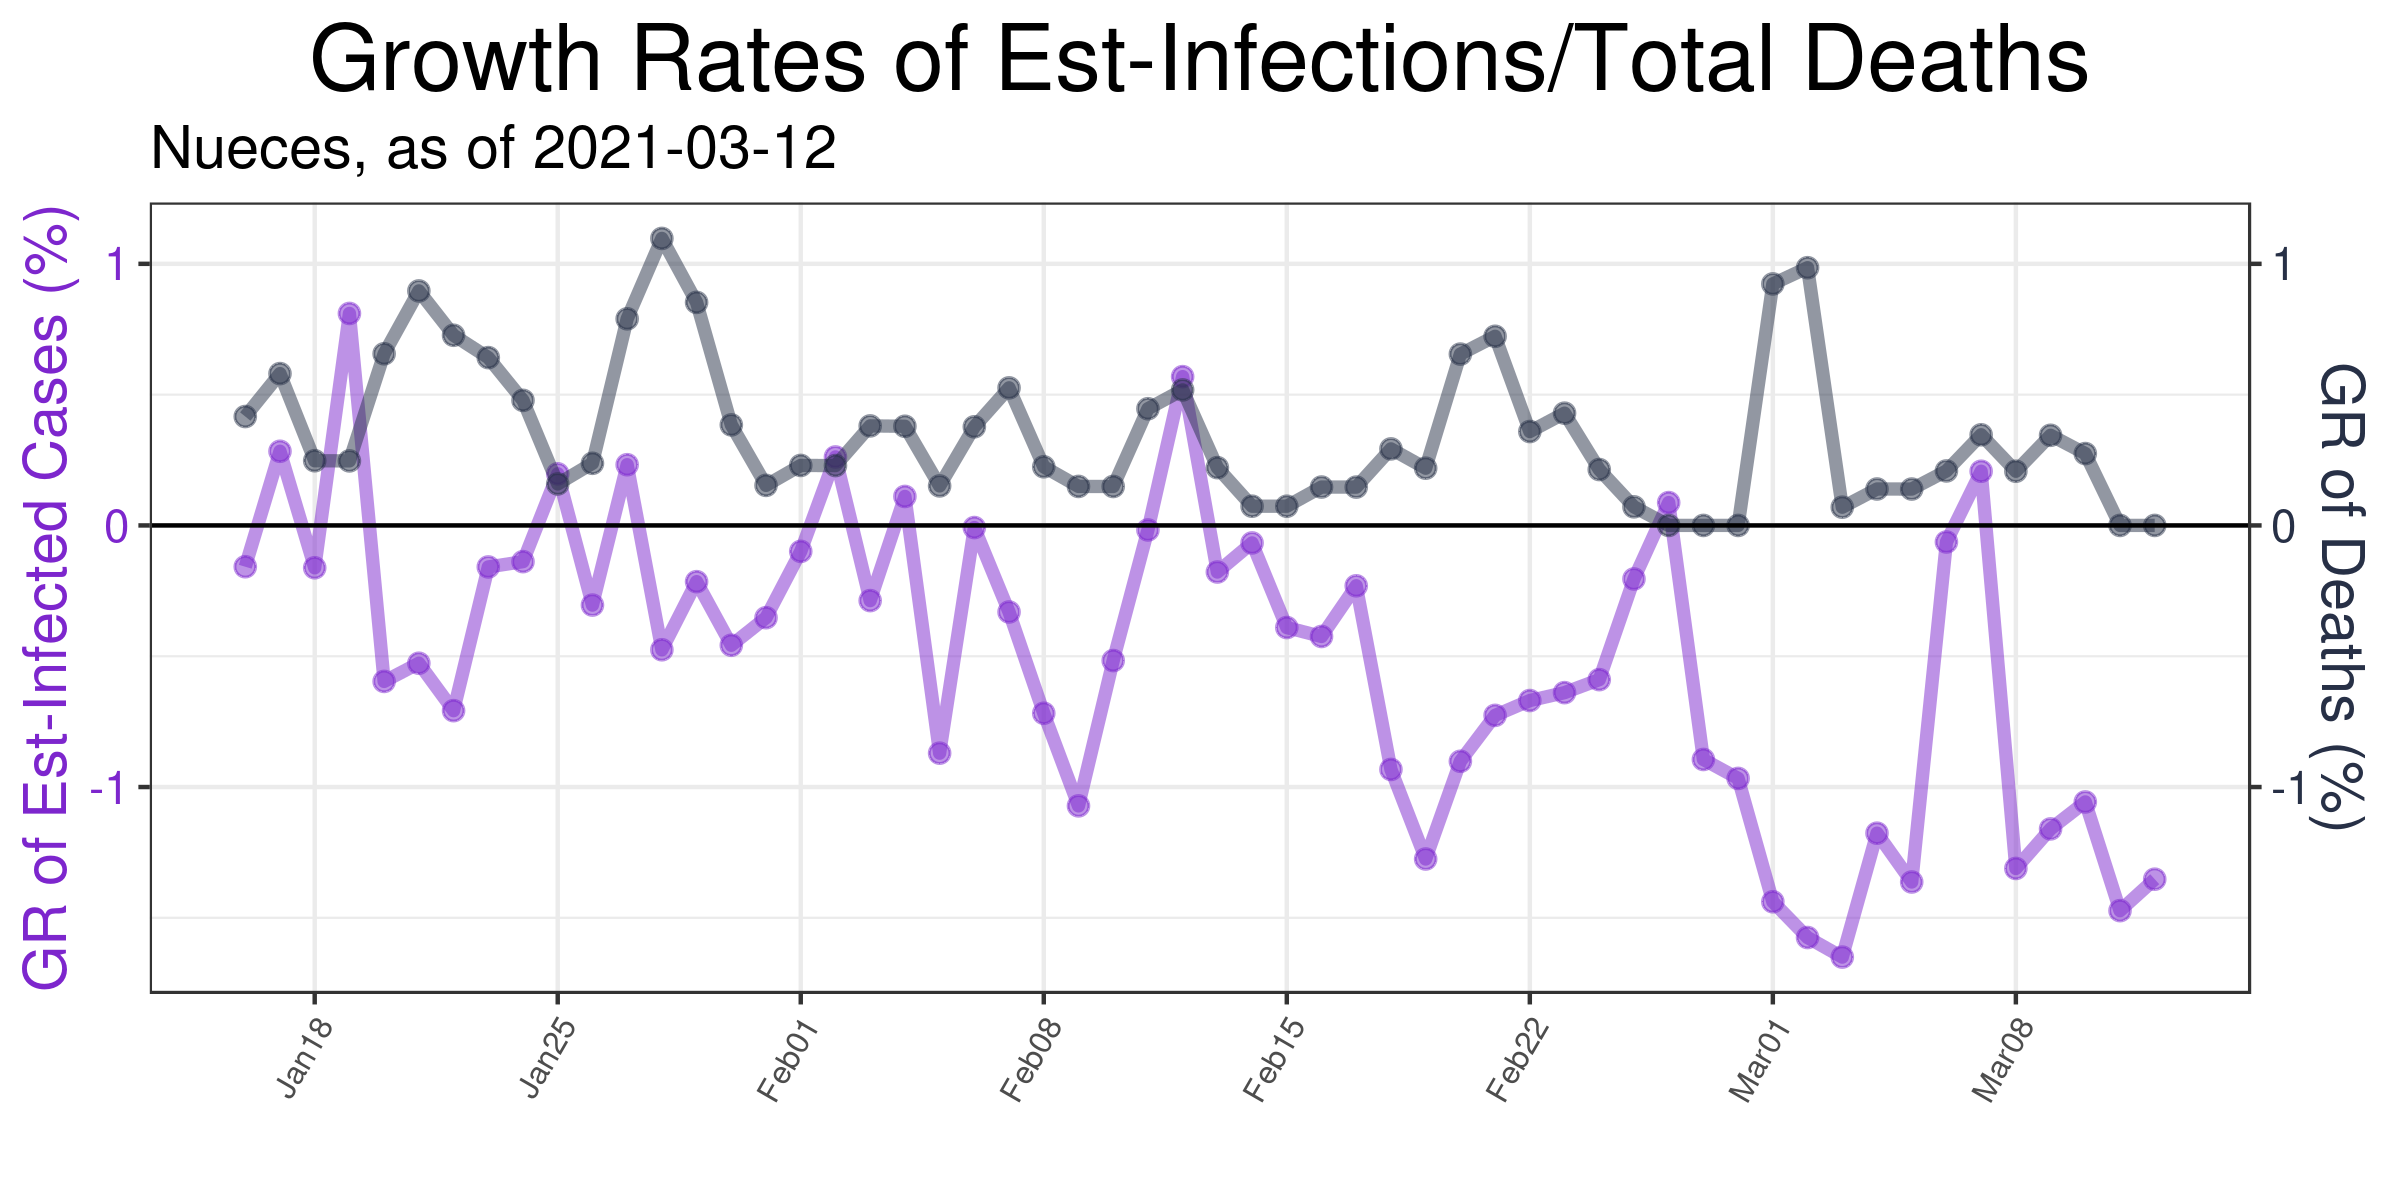 Growth Rates of Est-Infections/Total Deaths
Nueces, as of 2021-03-12
GR of Est-Infected Cases (%)
1
0
-1
1
0
-1
GR of Deaths (%)
Jan18
Jan25
Feb01
Feb08
Feb15
Feb22
Mar01
Mar08